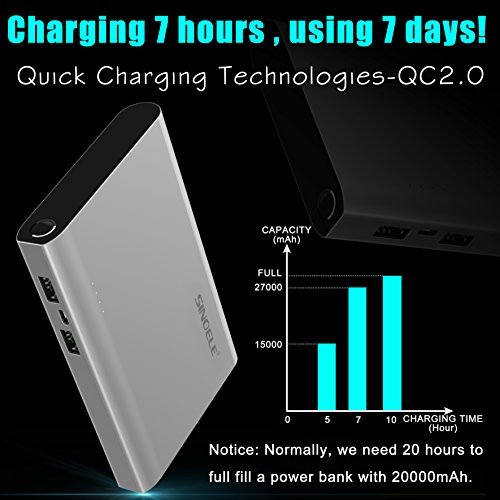 Charging 7 hours , using 7 days!
Quick Charging Technologies-QC2.0
SINOELE
CAPACITY
(mAh)
FULL
27000
15000
0
5
7
10
CHARGING TIME
(Hour)
Notice: Normally, we need 20 hours to
full fill a power bank with 20000mAh.